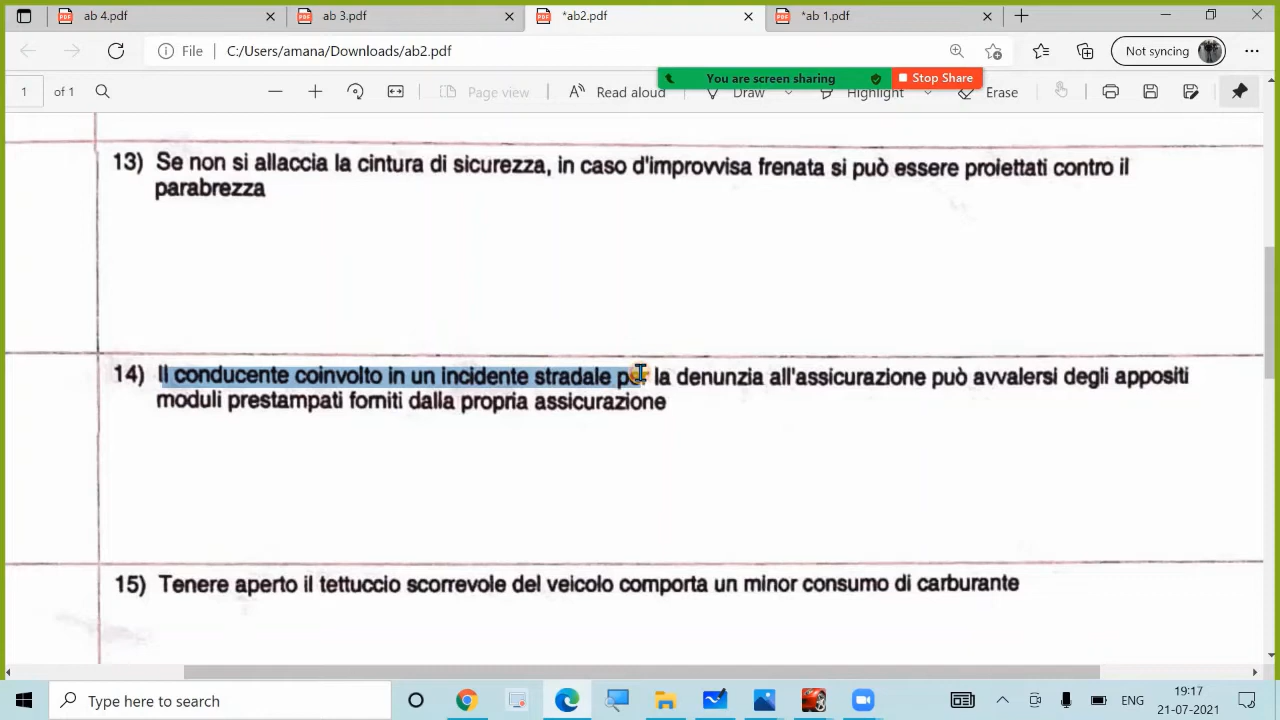 ab 4.pdf
ab 3.pdf
*ab2.pdf
*ab 1.pdf
File
C:/Users/amana/Downloads/ab2.pdf
Not syncing
You are screen sharing
Stop Share
1 of 1
Page view
Read aloud
Draw
Highlight
Erase
13) Se non si allaccia la cintura di sicurezza, in caso d'improvvisa frenata si può essere proiettati contro il
parabrezza
14) Il conducente coinvolto in un incidente stradale per la denunzia all'assicurazione può avvalersi degli appositi
moduli prestampati forniti dalla propria assicurazione
15) Tenere aperto il tettuccio scorrevole del veicolo comporta un minor consumo di carburante
Type here to search
ENG
19:17
21-07-2021